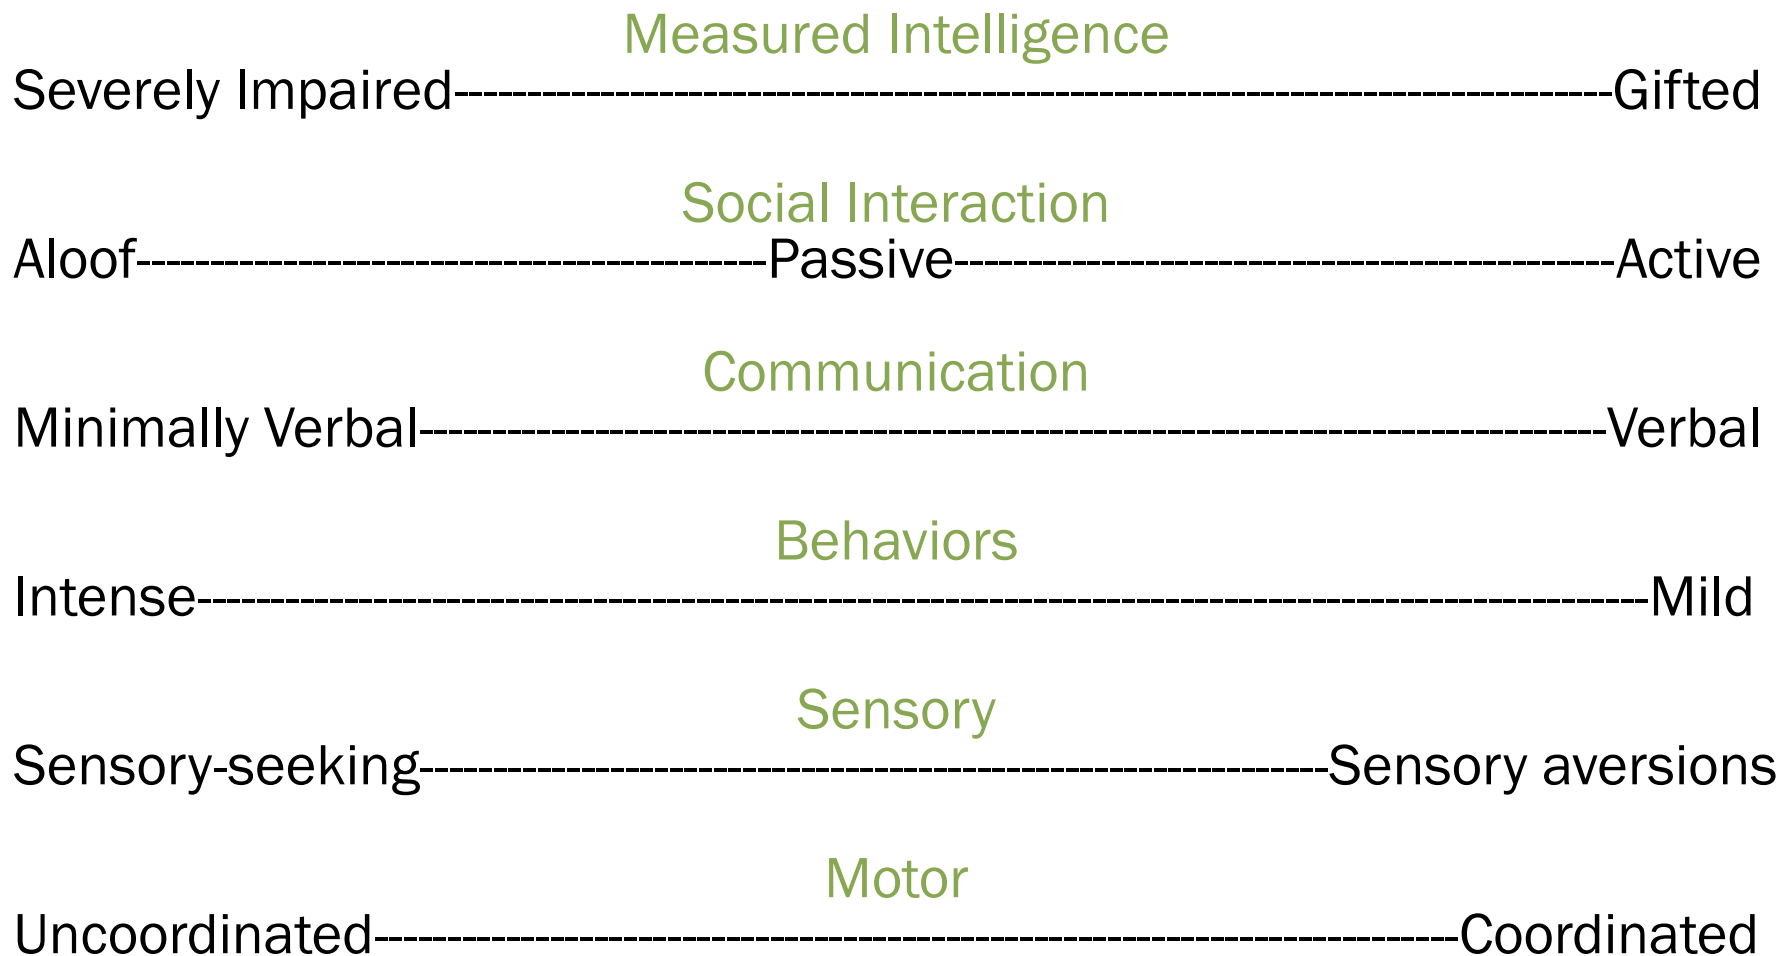 Measured Intelligence
Severely Impaired-------------------------------------------------------------------------------Gifted
Social Interaction
Aloof-------------------------------------------Passive---------------------------------------------Active
Communication
Minimally Verbal---------------------------------------------------------------------------------Verbal
Behaviors
Intense---------------------------------------------------------------------------------------------------Mild
Sensory
Sensory-seeking--------------------------------------------------------------Sensory aversions
Motor
Uncoordinated--------------------------------------------------------------------------Coordinated